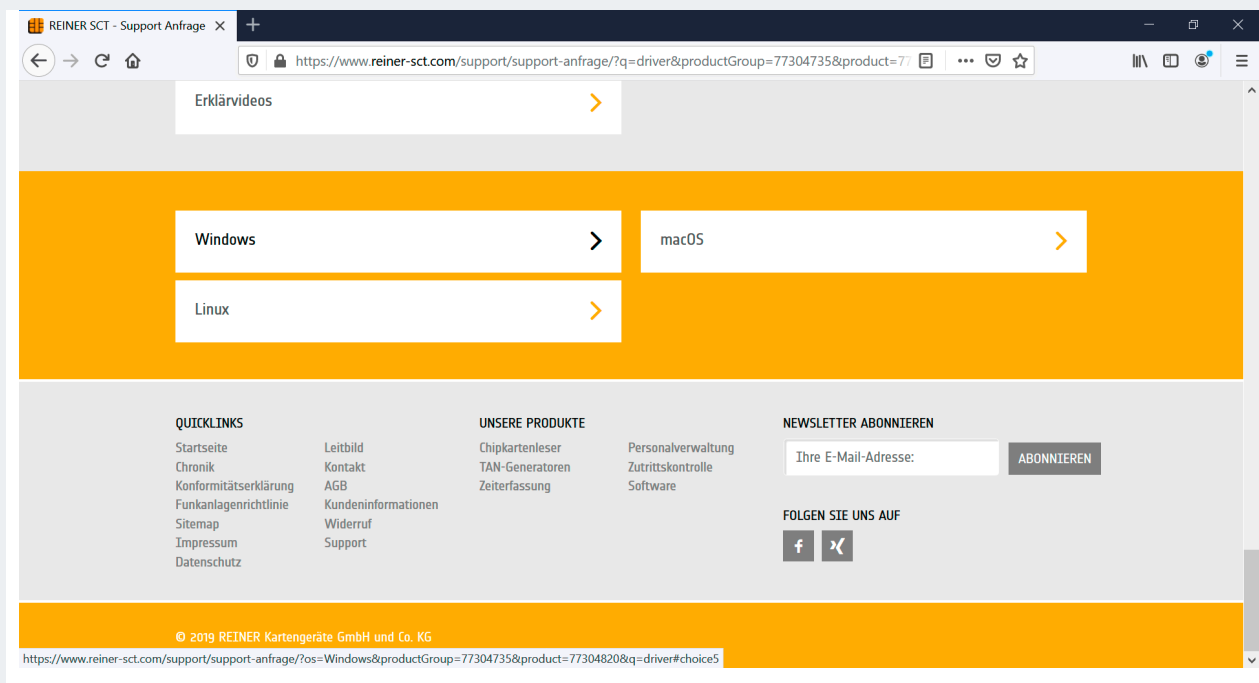 REINER SCT - Support Anfrage
https://www.reiner-sct.com/support/support-anfrage/?q=driver&productGroup=77304735&product=77
Erklärvideos
Windows
macOS
Linux
QUICKLINKS
Startseite
Chronik
Konformitätserklärung
Funkanlagenrichtlinie
Sitemap
Impressum
Datenschutz
Leitbild
Kontakt
AGB
Kundeninformationen
Widerruf
Support
UNSERE PRODUKTE
Chipkartenleser
TAN-Generatoren
Zeiterfassung
Personalverwaltung
Zutrittskontrolle
Software
NEWSLETTER ABONNIEREN
Ihre E-Mail-Adresse:
ABONNIEREN
FOLGEN SIE UNS AUF
© 2019 REINER Kartengeräte GmbH und Co. KG
https://www.reiner-sct.com/support/support-anfrage/?os=Windows&productGroup=77304735&product=77304820&q=driver#choice5